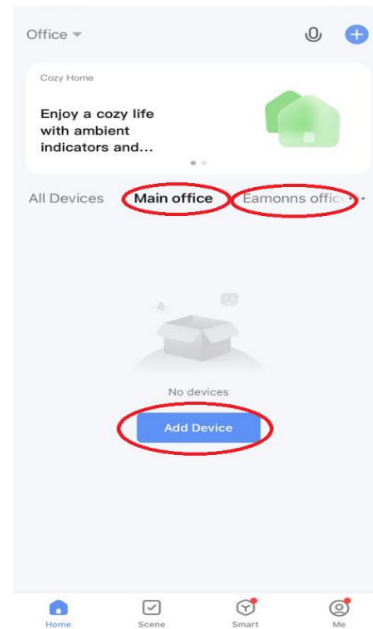 Office
Cozy Home
Enjoy a cozy life
with ambient
indicators and...
All Devices Main office Eamonns office
No devices
Add Device
Home Scene Smart Me